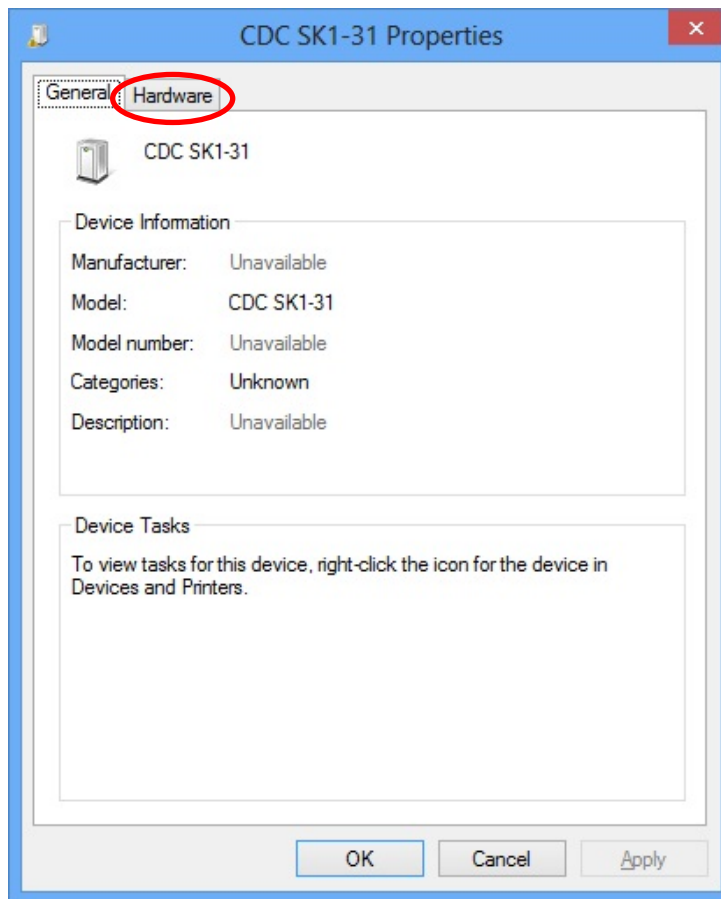 CDC SK1-31 Properties
General Hardware
CDC SK1-31
Device Information
Manufacturer: Unavailable
Model: CDC SK1-31
Model number: Unavailable
Categories: Unknown
Description: Unavailable
Device Tasks
To view tasks for this device, right-click the icon for the device in
Devices and Printers.
OK Cancel Apply